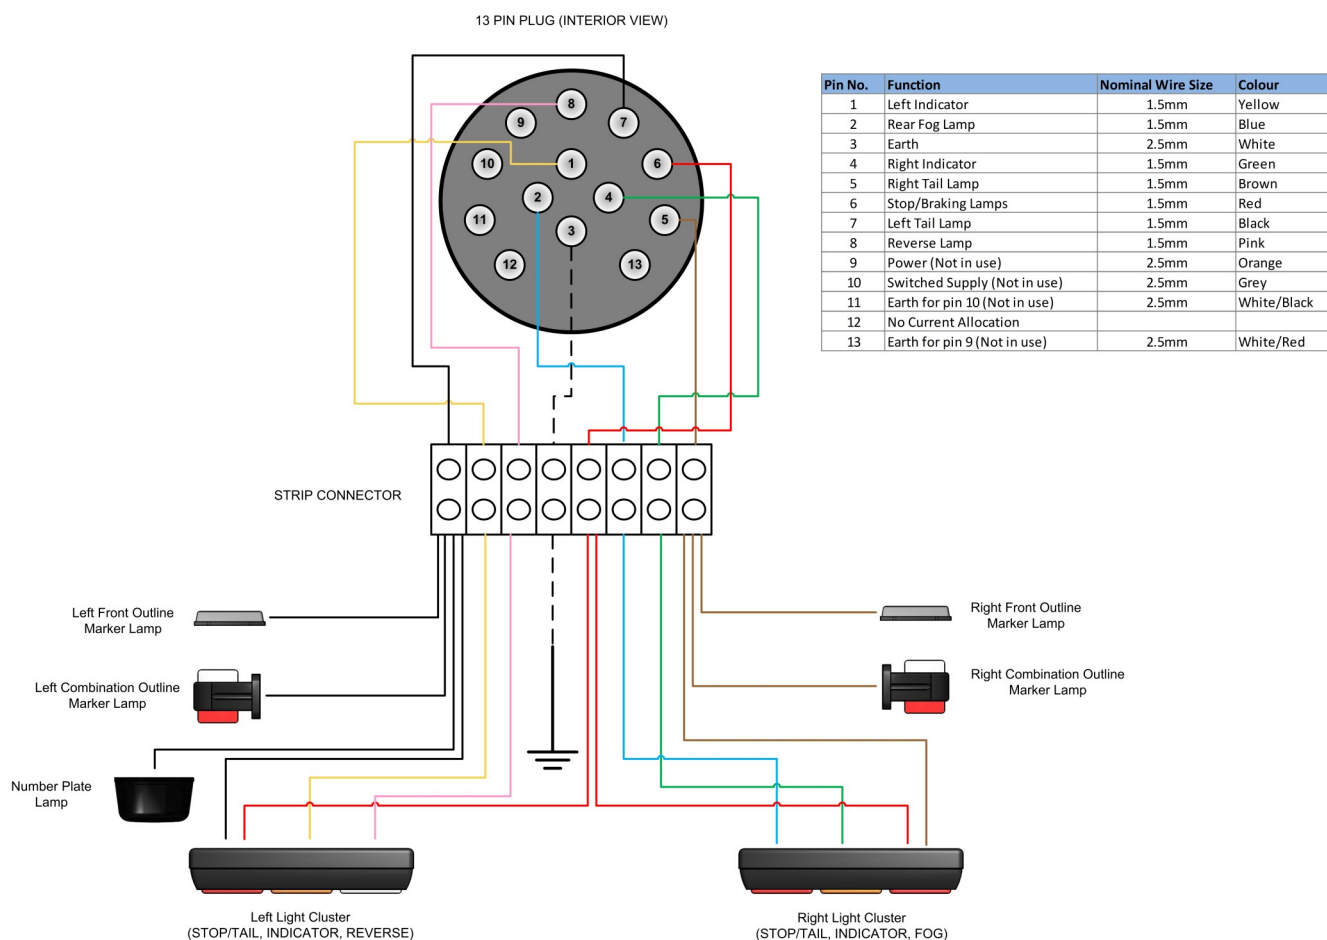 13 PIN PLUG (INTERIOR VIEW)
8
9
7
10
1
6
2
4
11
3
5
12
13
Pin No. Function Nominal Wire Size Colour
1 Left Indicator 1.5mm Yellow
2 Rear Fog Lamp 1.5mm Blue
3 Earth 2.5mm White
4 Right Indicator 1.5mm Green
5 Right Tail Lamp 1.5mm Brown
6 Stop/Braking Lamps 1.5mm Red
7 Left Tail Lamp 1.5mm Black
8 Reverse Lamp 1.5mm Pink
9 Power (Not in use) 2.5mm Orange
10 Switched Supply (Not in use) 2.5mm Grey
11 Earth for pin 10 (Not in use) 2.5mm White/Black
12 No Current Allocation
13 Earth for pin 9 (Not in use) 2.5mm White/Red
STRIP CONNECTOR
Left Front Outline
Marker Lamp
Right Front Outline
Marker Lamp
Left Combination Outline
Marker Lamp
Right Combination Outline
Marker Lamp
Number Plate
Lamp
Left Light Cluster
(STOP/TAIL, INDICATOR, REVERSE)
Right Light Cluster
(STOP/TAIL, INDICATOR, FOG)